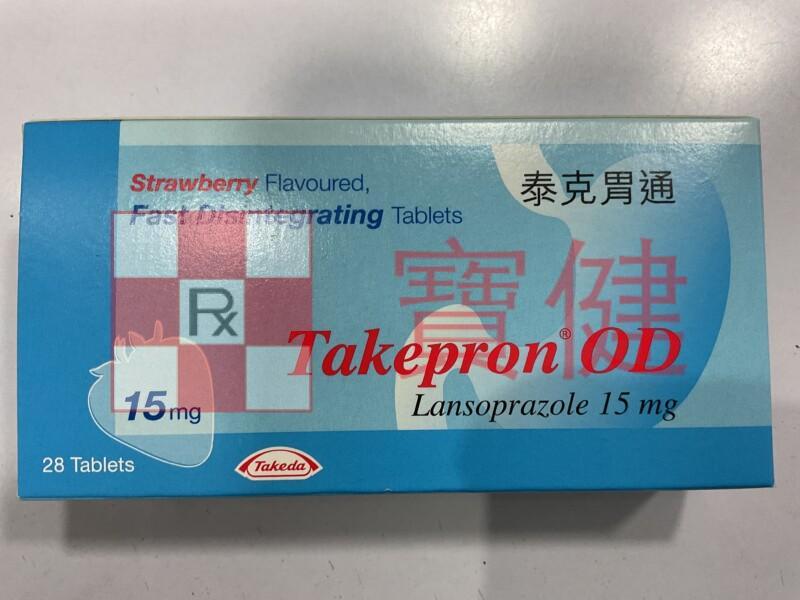 Strawberry Flavoured,
Fast Disintegrating Tablets
泰克胃通
寶健
Rx
Takepron® OD
Lansoprazole 15 mg
15mg
28 Tablets
Takeda